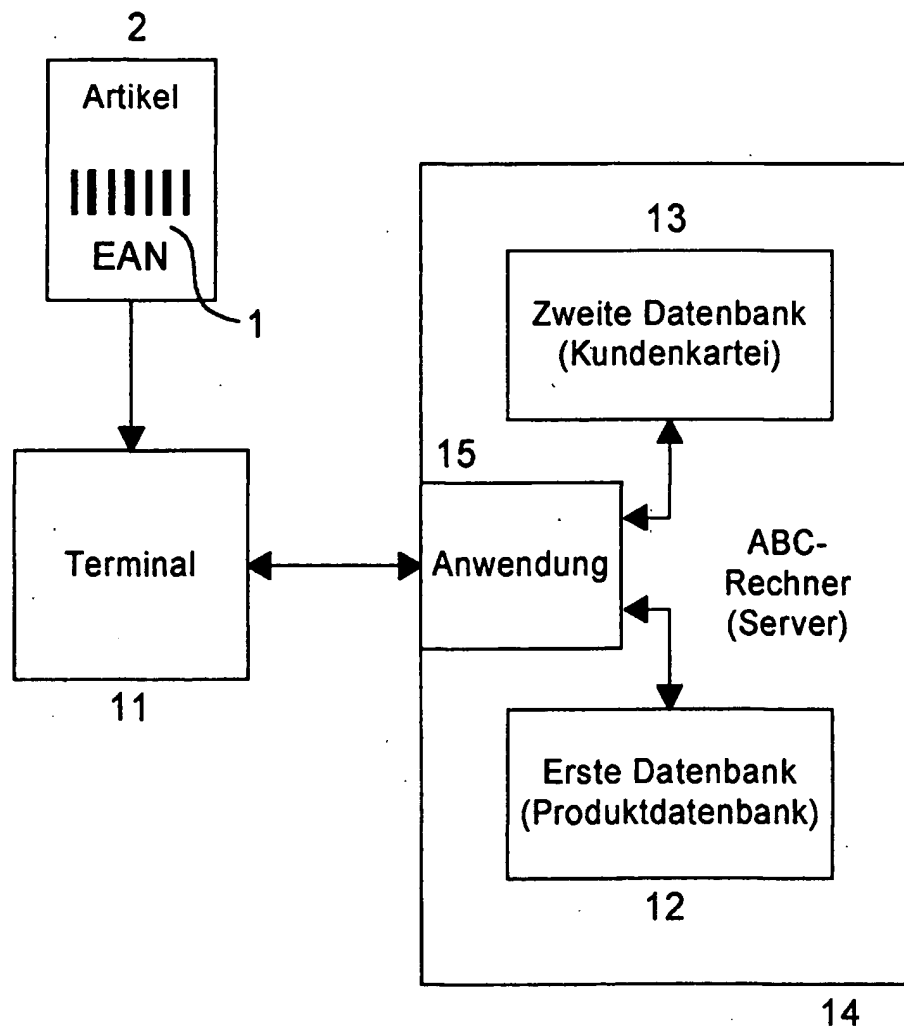 2
Artikel
EAN
1
Terminal
11
13
Zweite Datenbank
(Kundenkartei)
15
Anwendung
ABC-
Rechner
(Server)
Erste Datenbank
(Produktdatenbank)
12
14